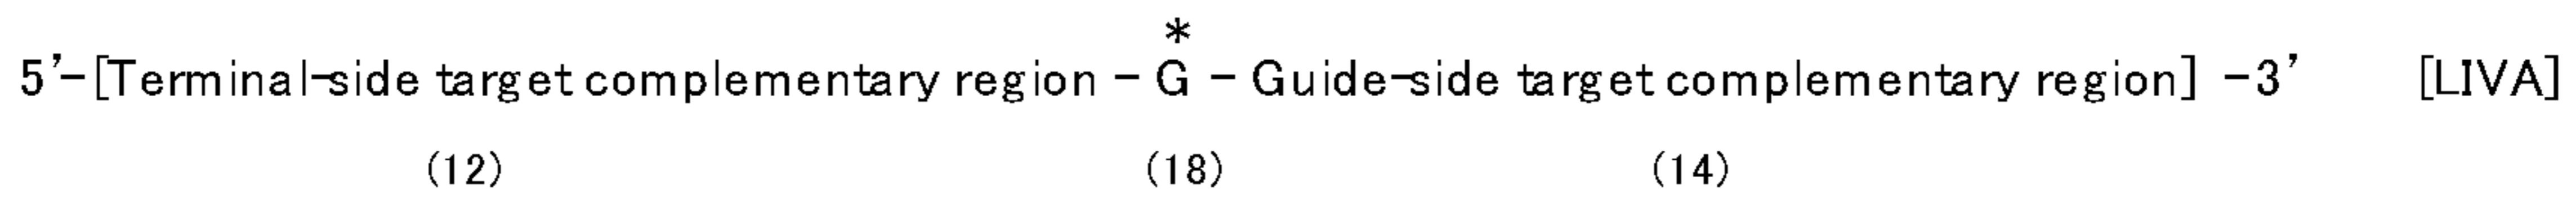 *
5’-[Terminal-side target complementary region - G - Guide-side target complementary region] -3’ [LIVA]
(12) (18) (14)